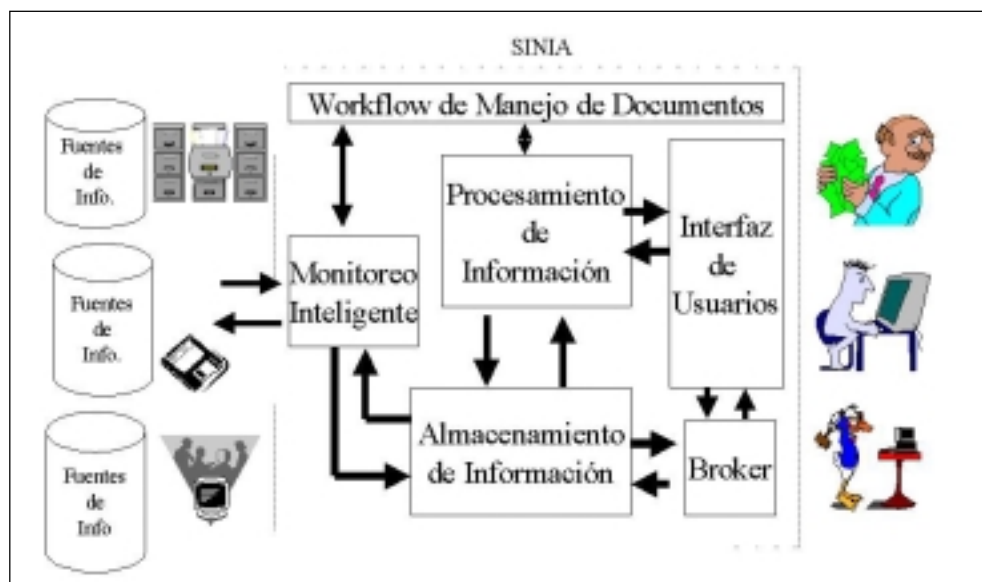 SINIA
Workflow de Manejo de Documentos
Fuentes
de
Info.
Procesamiento
de
Información
Interfaz
de
Usuarios
Monitoreo
Inteligente
Fuentes
de
Info.
Almacenamiento
de Información
Broker
Fuentes
de
Info